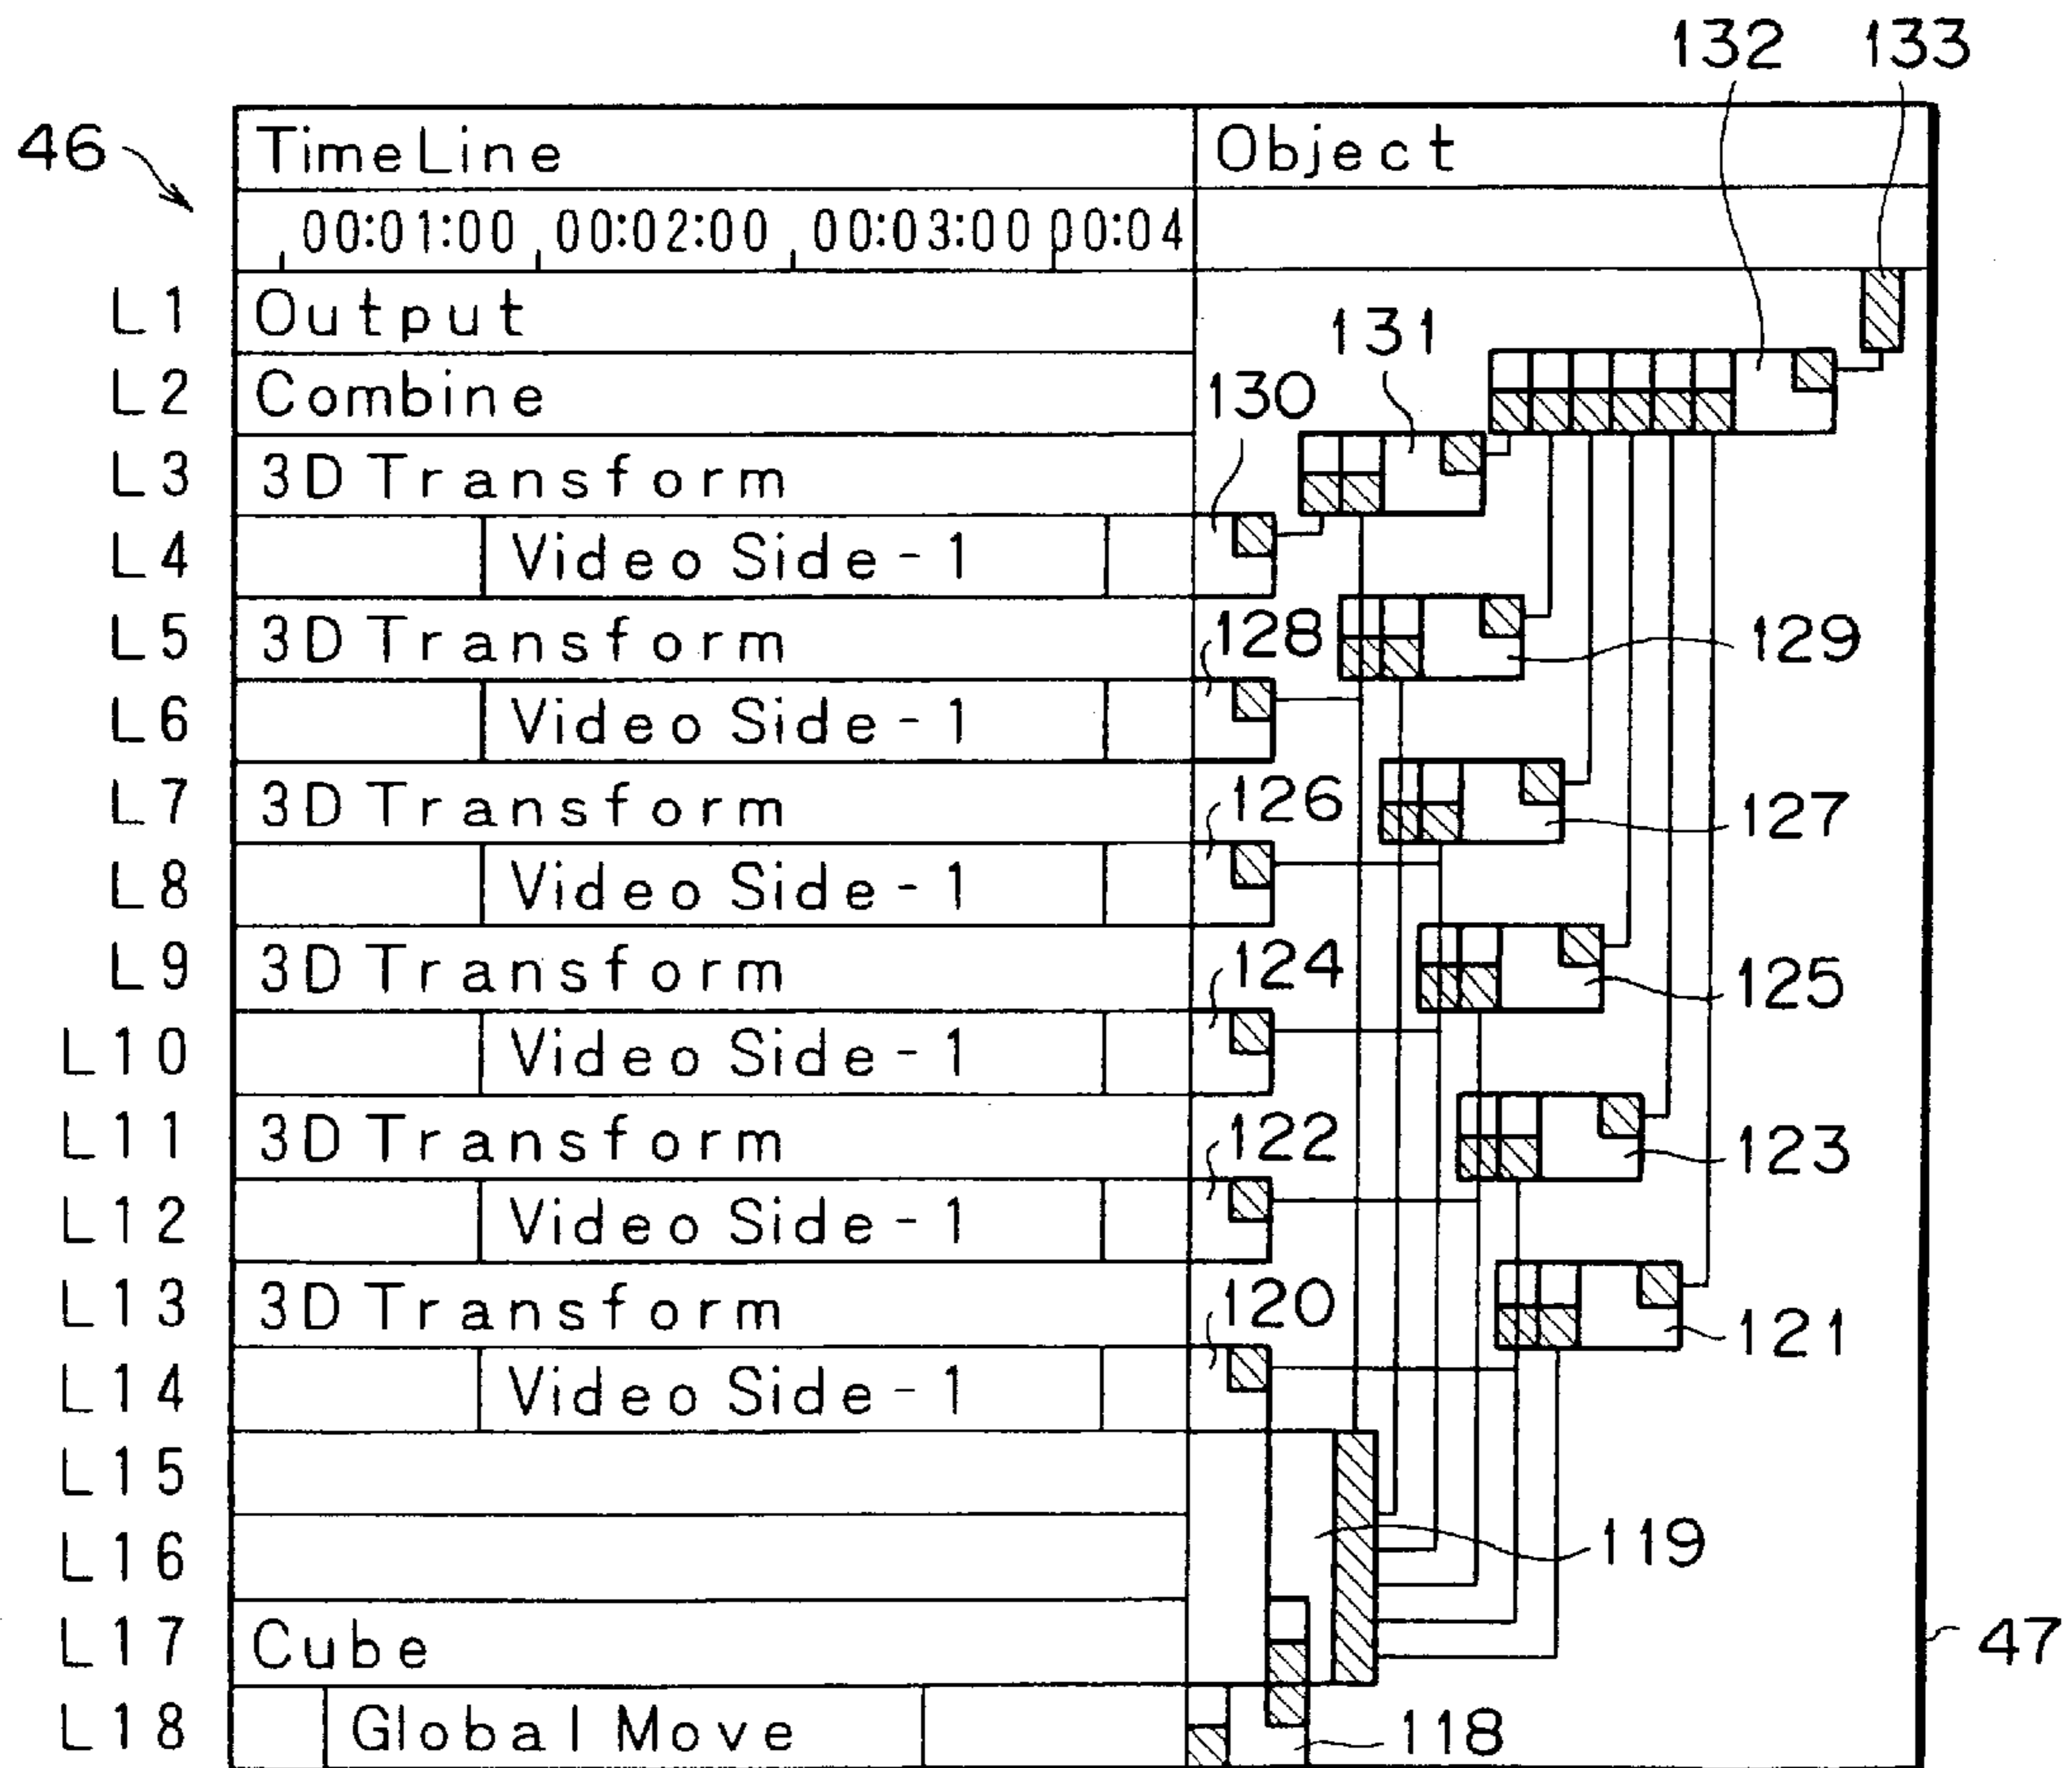 132 133
46 TimeLine Object
00:01:00 00:02:00 00:03:00 00:04
L1 Output
131
L2 Combine 130
L3 3D Transform
L4 Video Side-1
L5 3D Transform 128 129
L6 Video Side-1
L7 3D Transform 126 127
L8 Video Side-1
L9 3D Transform 124 125
L10 Video Side-1
L11 3D Transform 122 123
L12 Video Side-1
L13 3D Transform 120 121
L14 Video Side-1
L15
L16 119
L17 Cube 47
L18 Global Move 118